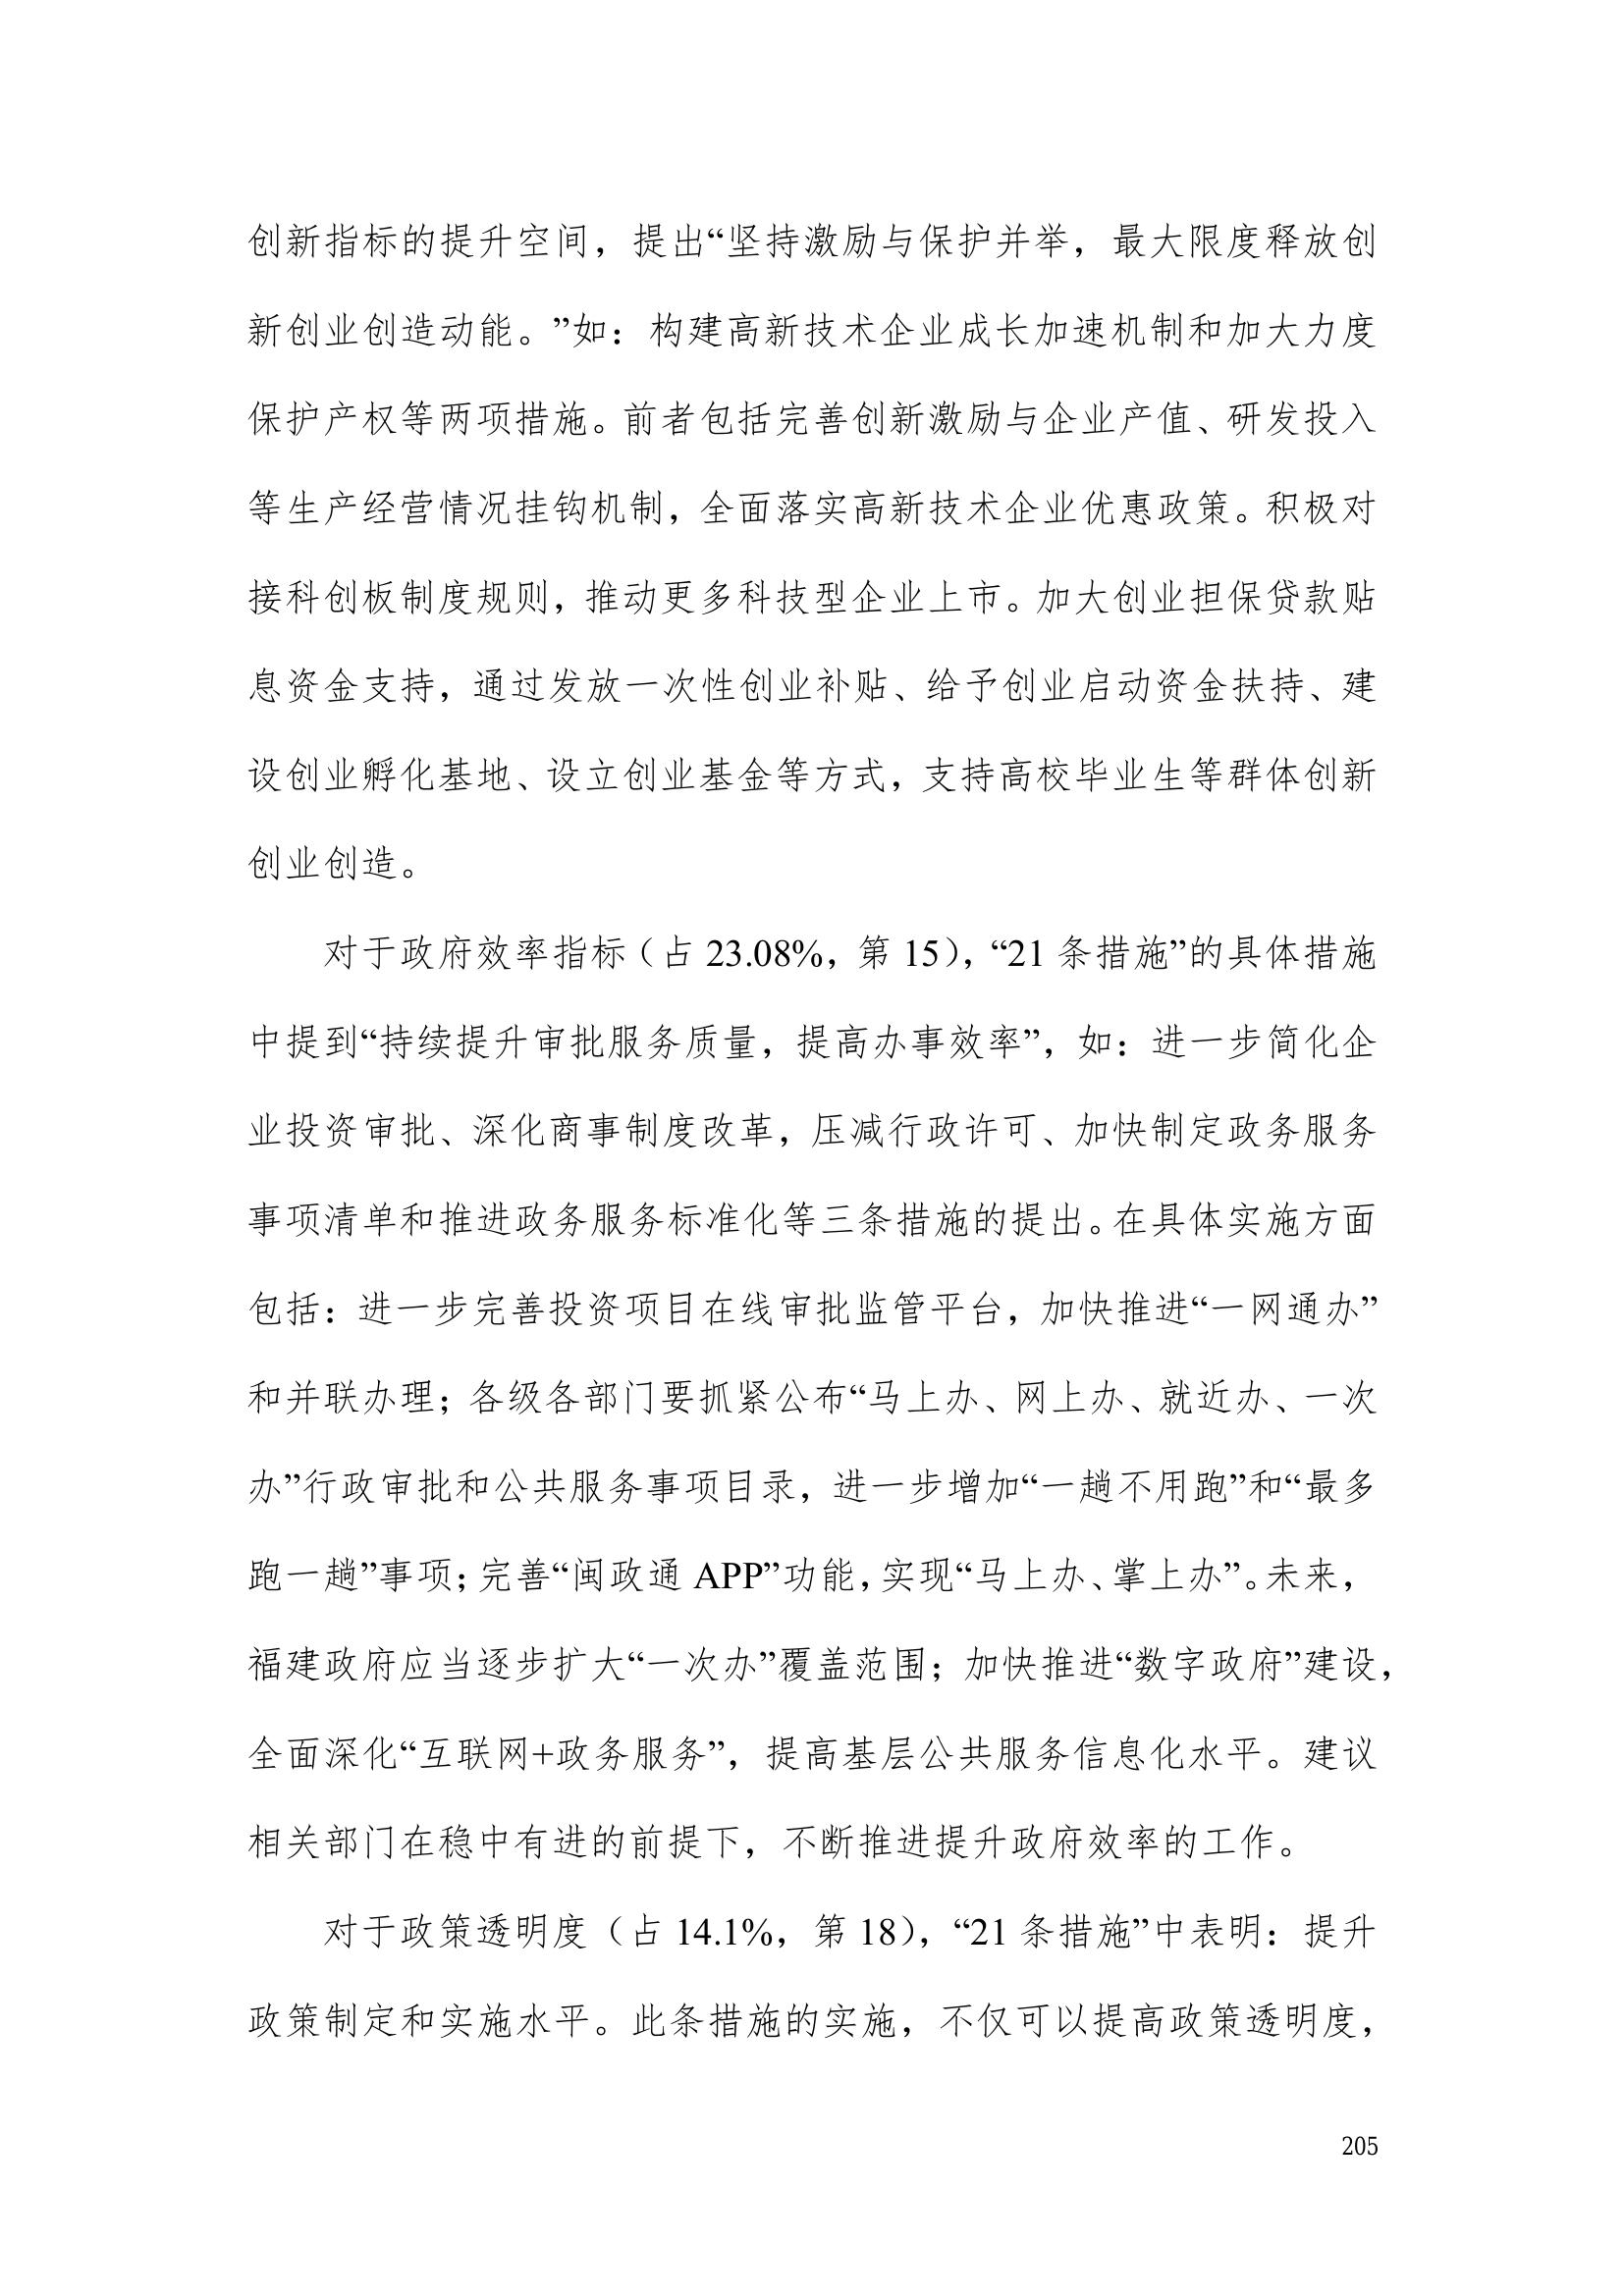 创新指标的提升空间，提出“坚持激励与保护并举，最大限度释放创
新创业创造动能。”如：构建高新技术企业成长加速机制和加大力度
保护产权等两项措施。前者包括完善创新激励与企业产值、研发投入
等生产经营情况挂钩机制，全面落实高新技术企业优惠政策。积极对
接科创板制度规则，推动更多科技型企业上市。加大创业担保贷款贴
息资金支持，通过发放一次性创业补贴、给予创业启动资金扶持、建
设创业孵化基地、设立创业基金等方式，支持高校毕业生等群体创新
创业创造。
对于政府效率指标（占 23.08%，第 15），“21 条措施”的具体措施
中提到“持续提升审批服务质量，提高办事效率”，如：进一步简化企
业投资审批、深化商事制度改革，压减行政许可、加快制定政务服务
事项清单和推进政务服务标准化等三条措施的提出。在具体实施方面
包括：进一步完善投资项目在线审批监管平台，加快推进“一网通办”
和并联办理；各级各部门要抓紧公布“马上办、网上办、就近办、一次
办”行政审批和公共服务事项目录，进一步增加“一趟不用跑”和“最多
跑一趟”事项；完善“闽政通 APP”功能，实现“马上办、掌上办”。未来，
福建政府应当逐步扩大“一次办”覆盖范围；加快推进“数字政府”建设，
全面深化“互联网+政务服务”，提高基层公共服务信息化水平。建议
相关部门在稳中有进的前提下，不断推进提升政府效率的工作。
对于政策透明度（占 14.1%，第 18），“21 条措施”中表明：提升
政策制定和实施水平。此条措施的实施，不仅可以提高政策透明度，
205